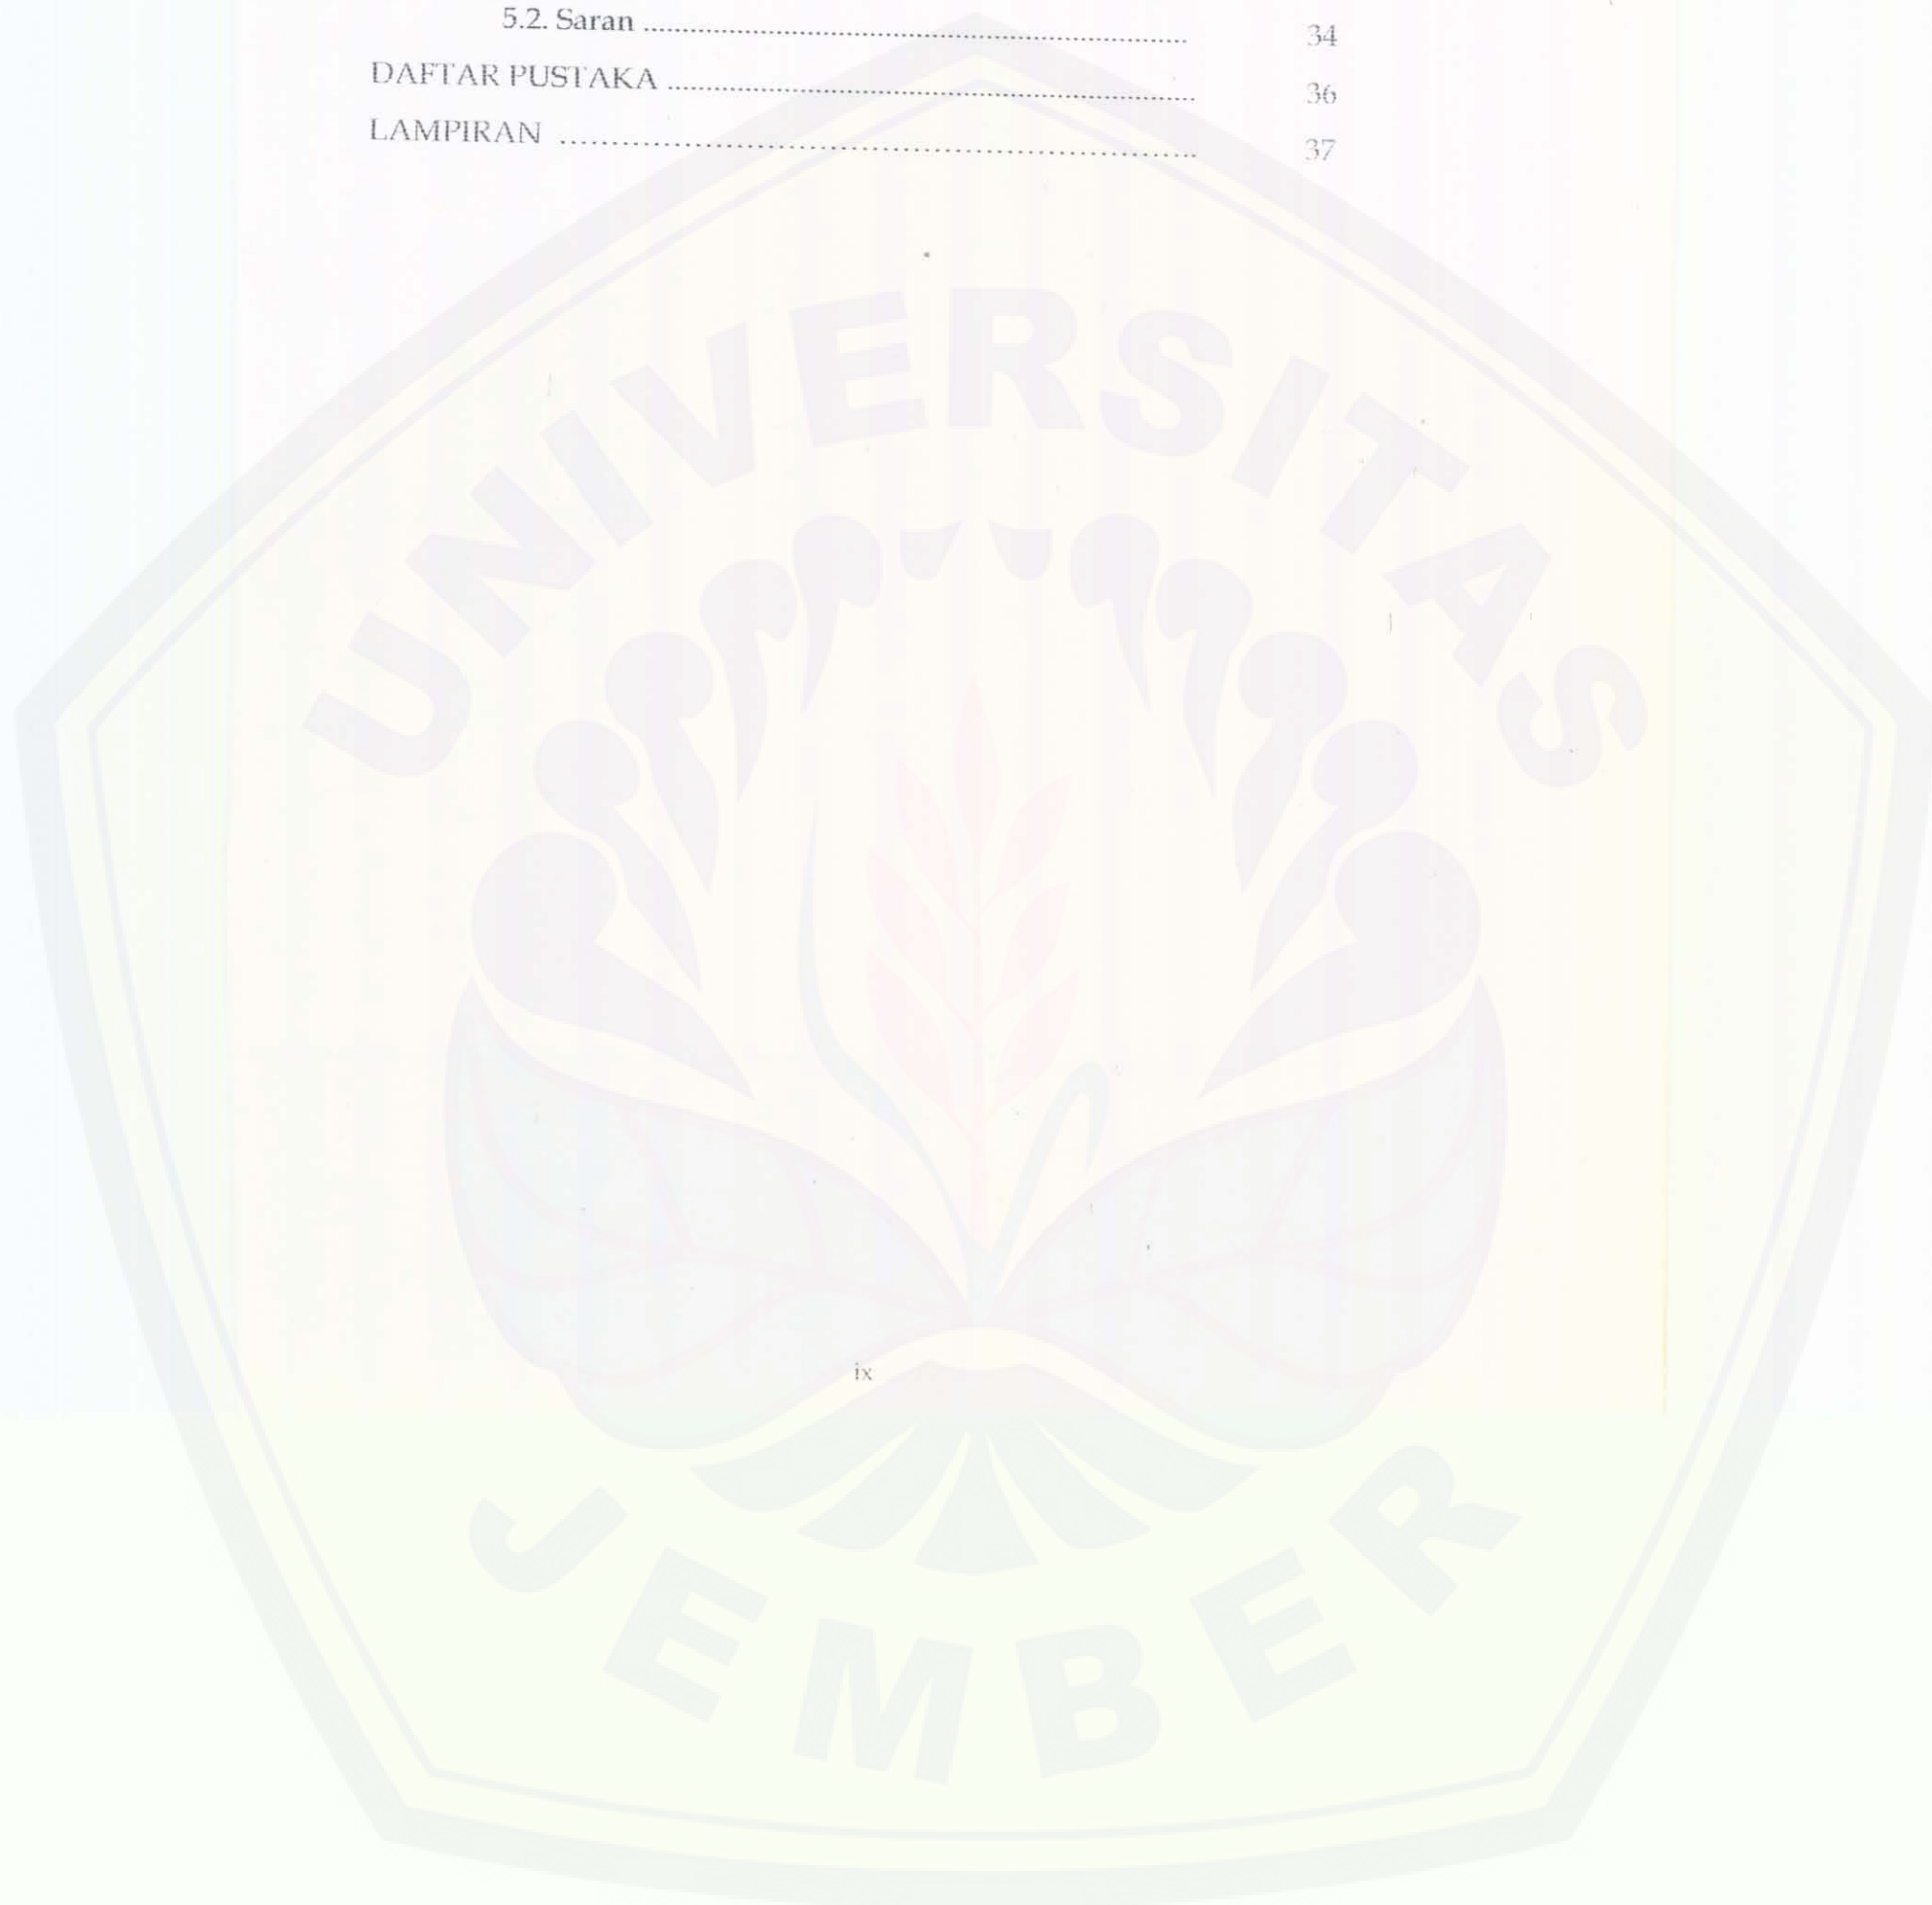 5.2. Saran ........................................ 34
DAFTAR PUSTAKA ........................................ 36
LAMPIRAN ........................................ 37
UNIVERSITAS
ix
JEMBER